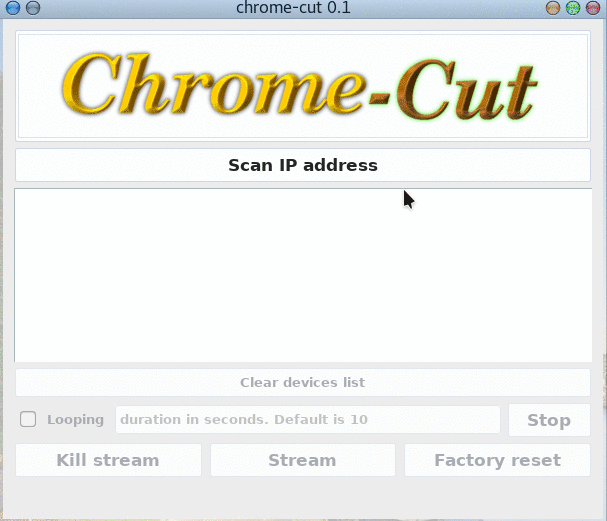 chrome-cut 0.1
Chrome-Cut
Scan IP address
Clear devices list
Looping duration in seconds. Default is 10 Stop
Kill stream Stream Factory reset